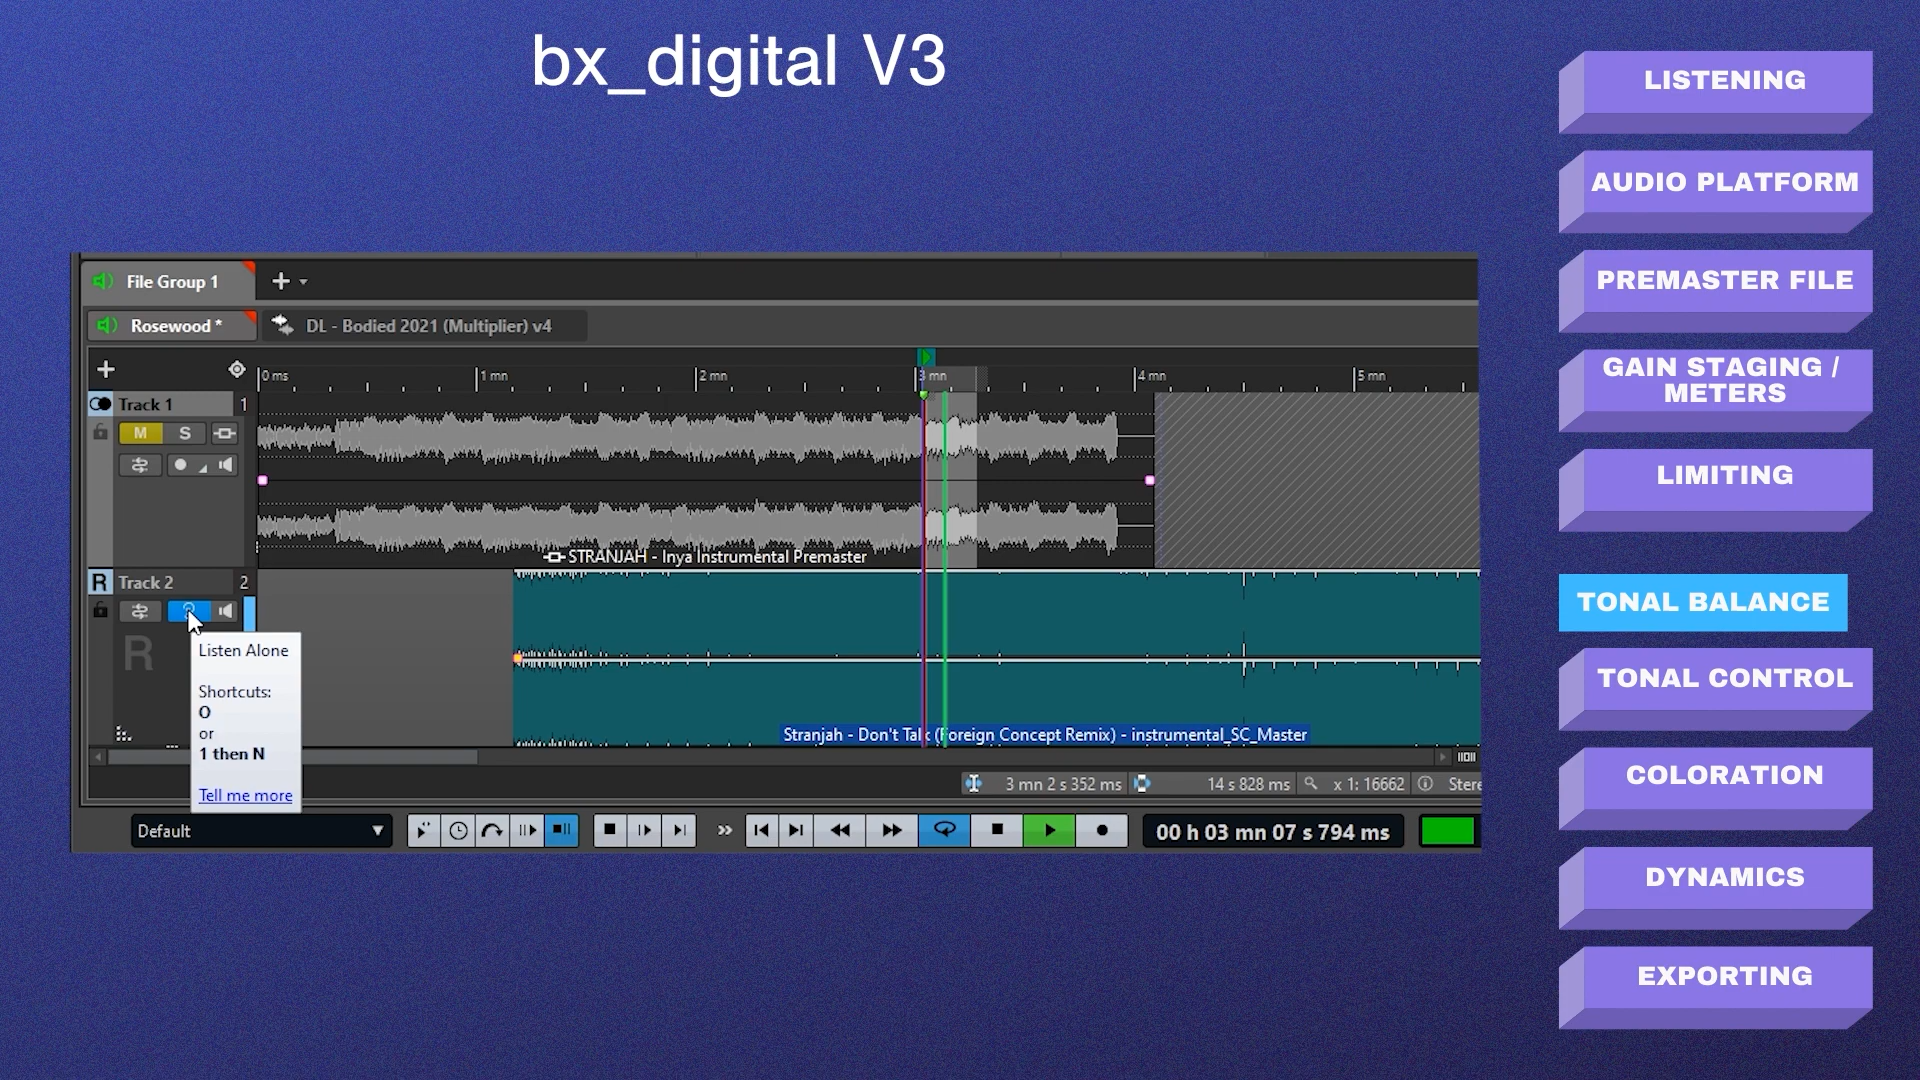 bx_digital V3
File Group 1
Rosewood *
DL - Bodied 2021 (Multiplier) v4
0 ms
1 mn
2 mn
3 mn
4 mn
5 mn
Track 1
1
M
S
STRANJAH - Inya Instrumental Premaster
R
Track 2
2
R
Listen Alone
Shortcuts:
O
or
1 then N
Tell me more
Stranjah - Don't Talk (Foreign Concept Remix) - instrumental_SC_Master
3 mn 2 s 352 ms
14 s 828 ms
x 1: 16662
Stere
Default
00 h 03 mn 07 s 794 ms
LISTENING
AUDIO PLATFORM
PREMASTER FILE
GAIN STAGING /
METERS
LIMITING
TONAL BALANCE
TONAL CONTROL
COLORATION
DYNAMICS
EXPORTING